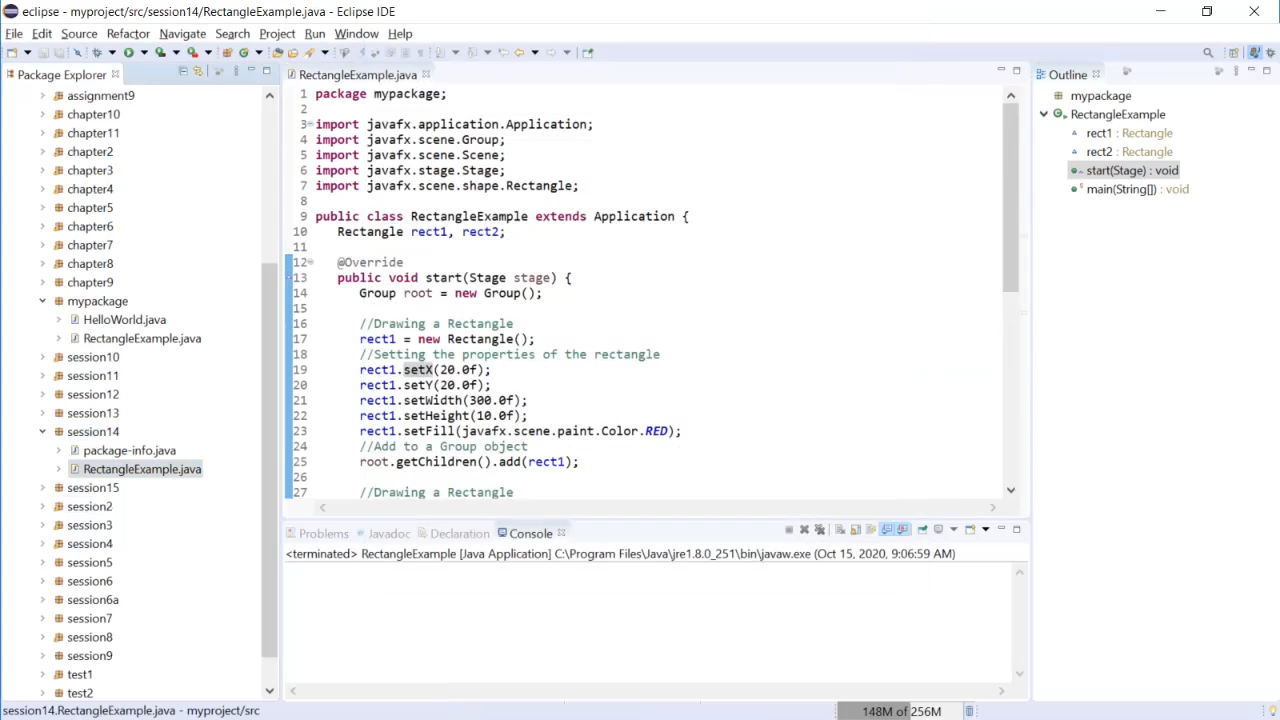 eclipse - myproject/src/session14/RectangleExample.java - Eclipse IDE
File Edit Source Refactor Navigate Search Project Run Window Help
Package Explorer
assignment9
chapter10
chapter11
chapter2
chapter3
chapter4
chapter5
chapter6
chapter7
chapter8
chapter9
mypackage
HelloWorld.java
RectangleExample.java
session10
session11
session12
session13
session14
package-info.java
RectangleExample.java
session15
session2
session3
session4
session5
session6
session6a
session7
session8
session9
test1
test2
RectangleExample.java
1 package mypackage;
2
3 import javafx.application.Application;
4 import javafx.scene.Group;
5 import javafx.scene.Scene;
6 import javafx.stage.Stage;
7 import javafx.scene.shape.Rectangle;
8
9 public class RectangleExample extends Application {
10 Rectangle rect1, rect2;
11
12 @Override
13 public void start(Stage stage) {
14 Group root = new Group();
15
16 //Drawing a Rectangle
17 rect1 = new Rectangle();
18 //Setting the properties of the rectangle
19 rect1.setX(20.0f);
20 rect1.setY(20.0f);
21 rect1.setWidth(300.0f);
22 rect1.setHeight(10.0f);
23 rect1.setFill(javafx.scene.paint.Color.RED);
24 //Add to a Group object
25 root.getChildren().add(rect1);
26
27 //Drawing a Rectangle
Problems Javadoc Declaration Console
<terminated> RectangleExample [Java Application] C:\Program Files\Java\jre1.8.0_251\bin\javaw.exe (Oct 15, 2020, 9:06:59 AM)
Outline
mypackage
RectangleExample
rect1 : Rectangle
rect2 : Rectangle
start(Stage) : void
main(String[]) : void
session14.RectangleExample.java - myproject/src
148M of 256M